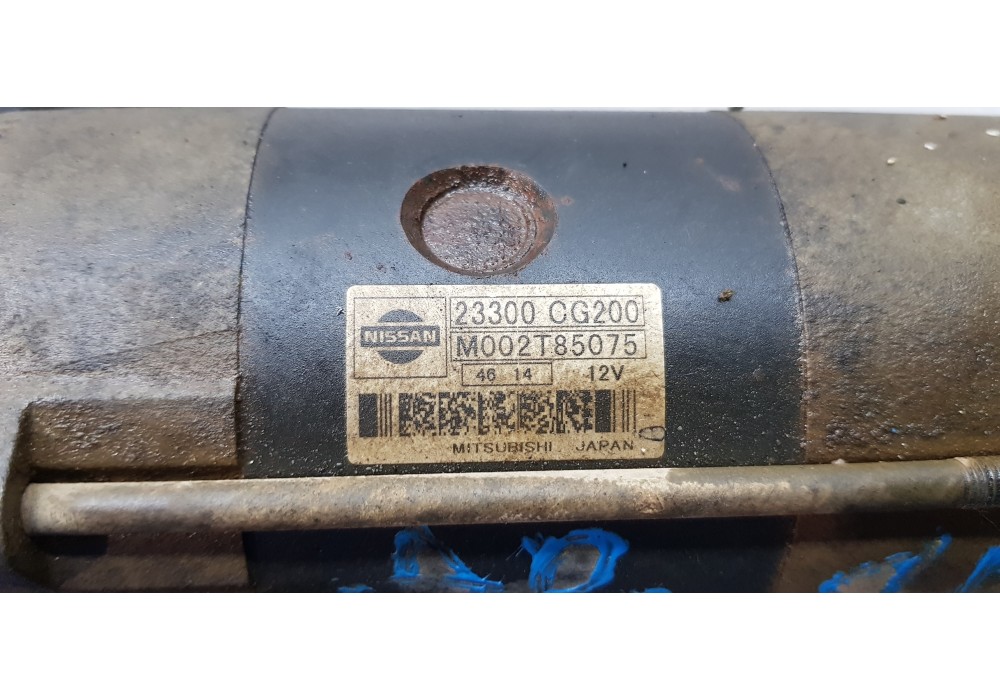 NISSAN
23300 CG200
M002T85075
46 14 12V
MITSUBISHI JAPAN